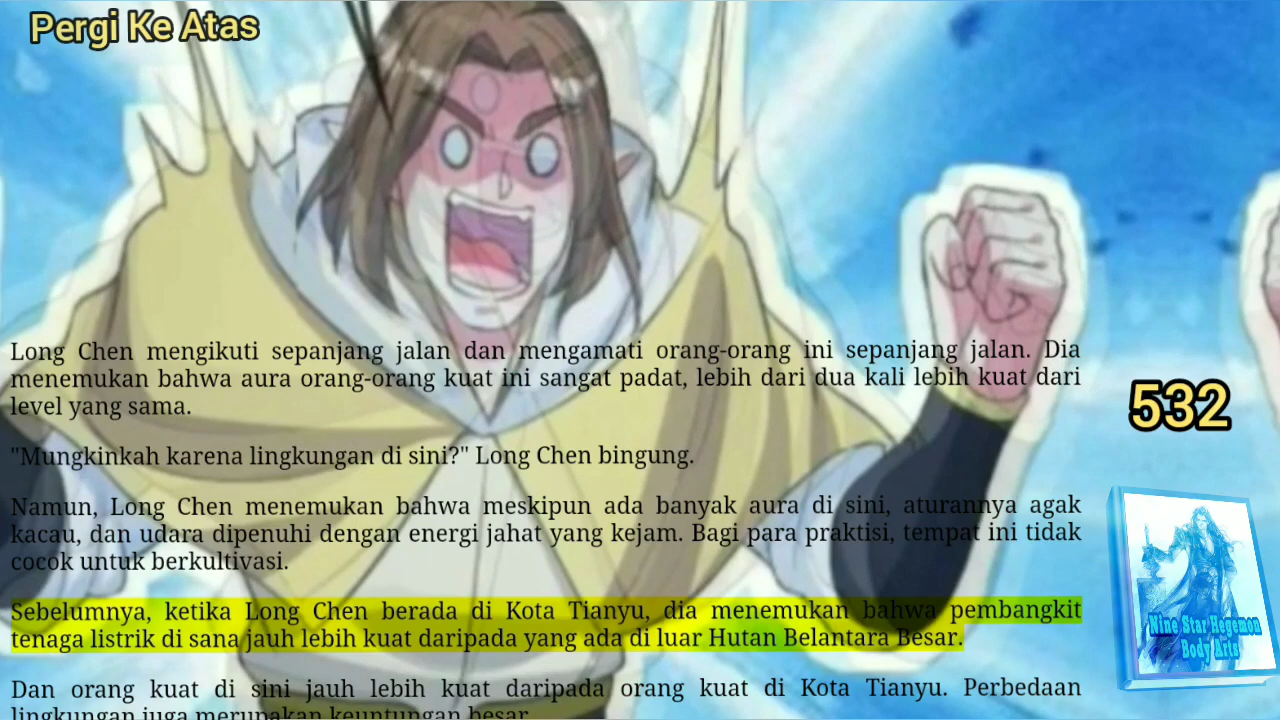 Pergi Ke Atas
Long Chen mengikuti sepanjang jalan dan mengamati orang-orang ini sepanjang jalan. Dia
menemukan bahwa aura orang-orang kuat ini sangat padat, lebih dari dua kali lebih kuat dari
level yang sama.
"Mungkinkah karena lingkungan di sini?" Long Chen bingung.
Namun, Long Chen menemukan bahwa meskipun ada banyak aura di sini, aturannya agak
kacau, dan udara dipenuhi dengan energi jahat yang kejam. Bagi para praktisi, tempat ini tidak
cocok untuk berkultivasi.
Sebelumnya, ketika Long Chen berada di Kota Tianyu, dia menemukan bahwa pembangkit
tenaga listrik di sana jauh lebih kuat daripada yang ada di luar Hutan Belantara Besar.
Dan orang kuat di sini jauh lebih kuat daripada orang kuat di Kota Tianyu. Perbedaan
lingkungan juga merupakan keuntungan besar.
532
Nine Star Hegemon
Body Arts